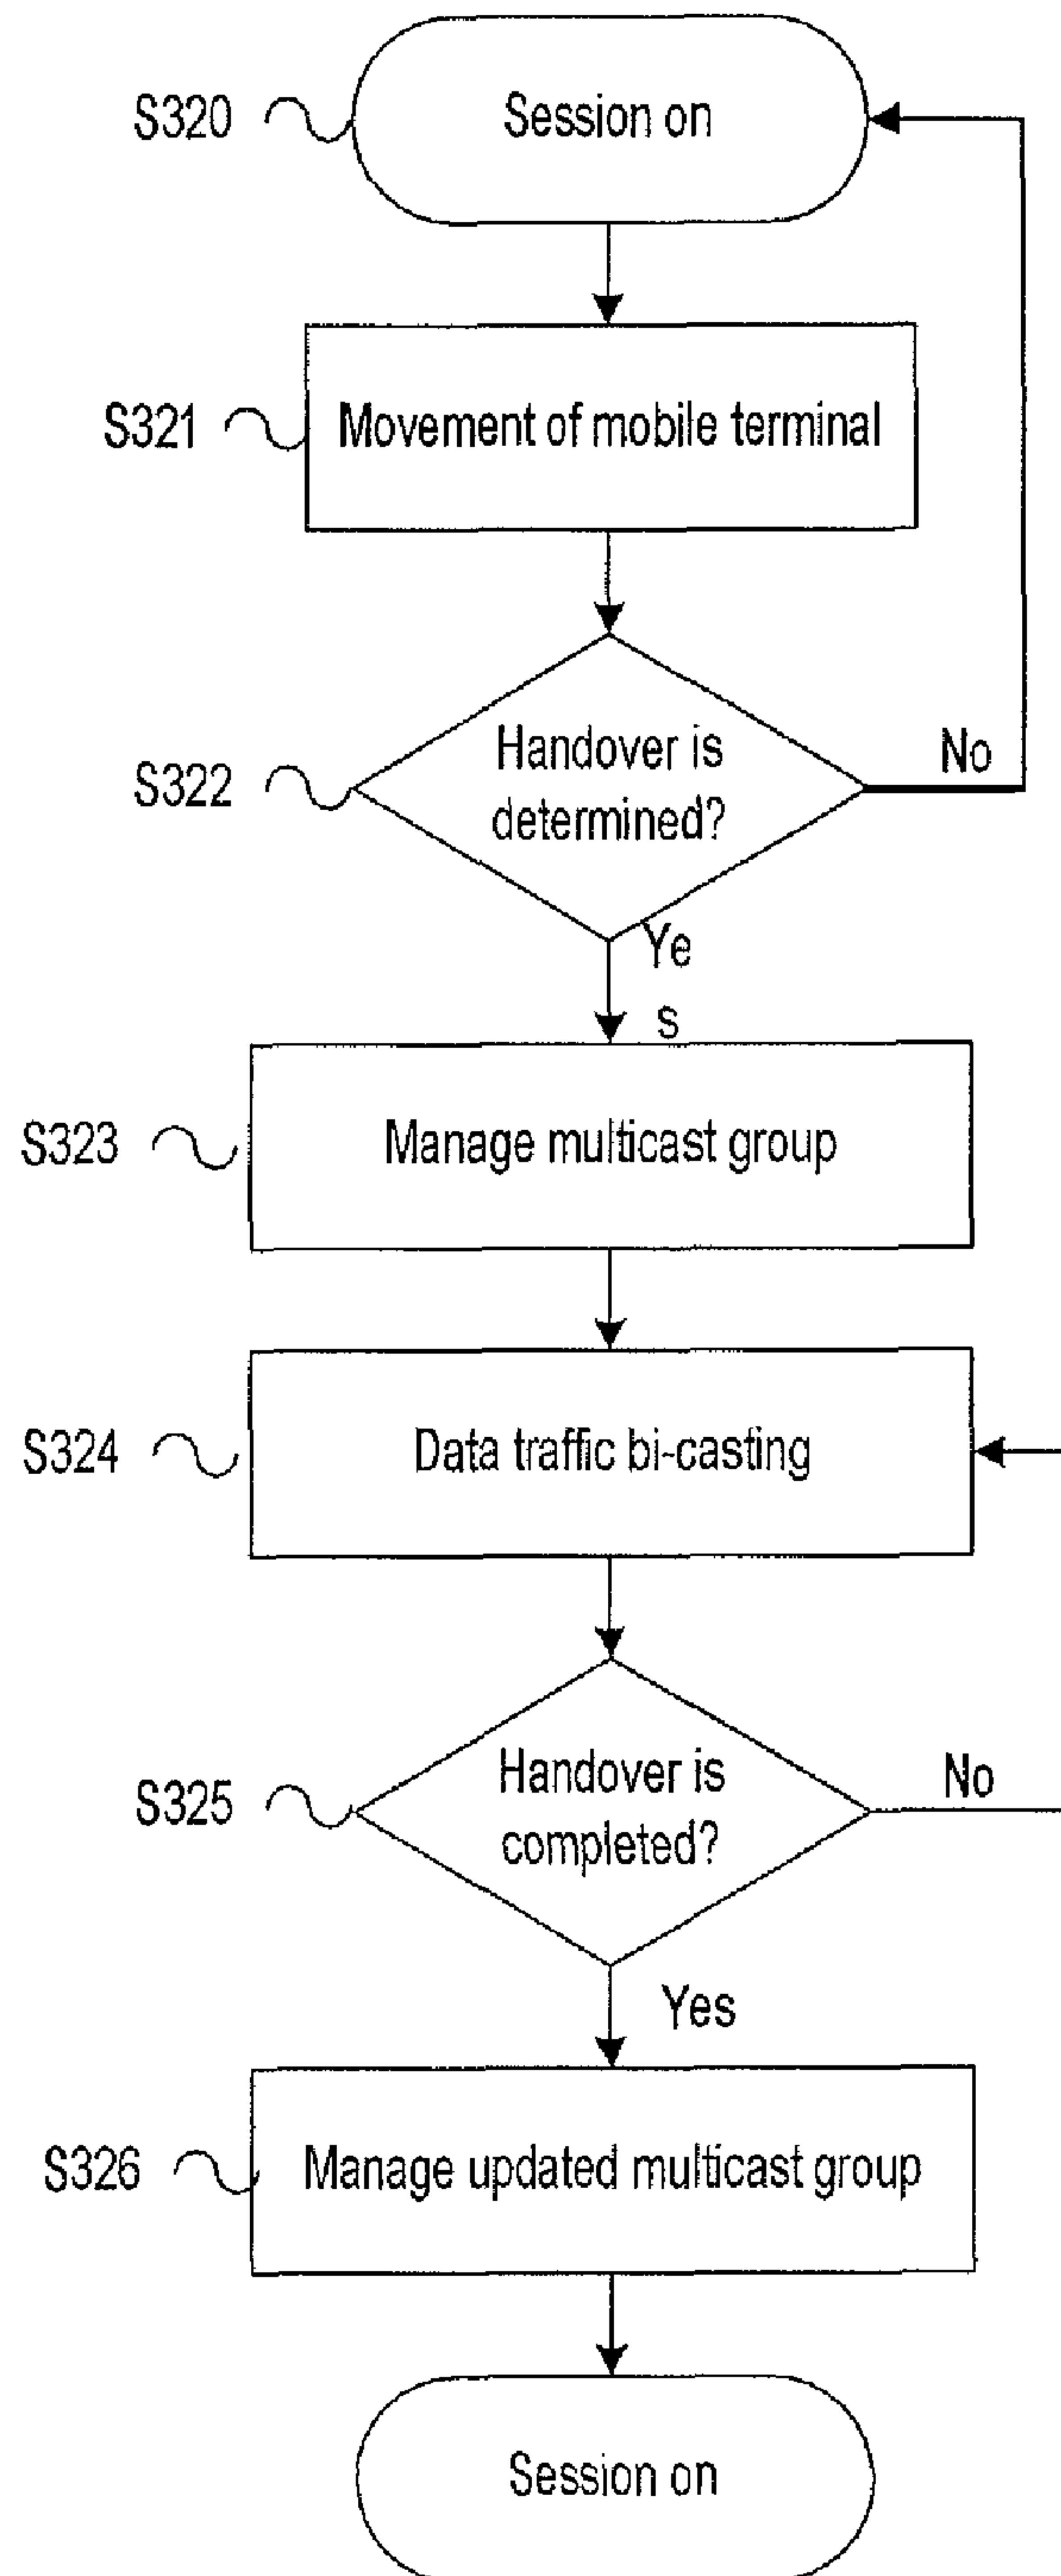 S320
Session on
S321
Movement of mobile terminal
S322
Handover is
determined?
No
Ye
s
S323
Manage multicast group
S324
Data traffic bi-casting
S325
Handover is
completed?
No
Yes
S326
Manage updated multicast group
Session on